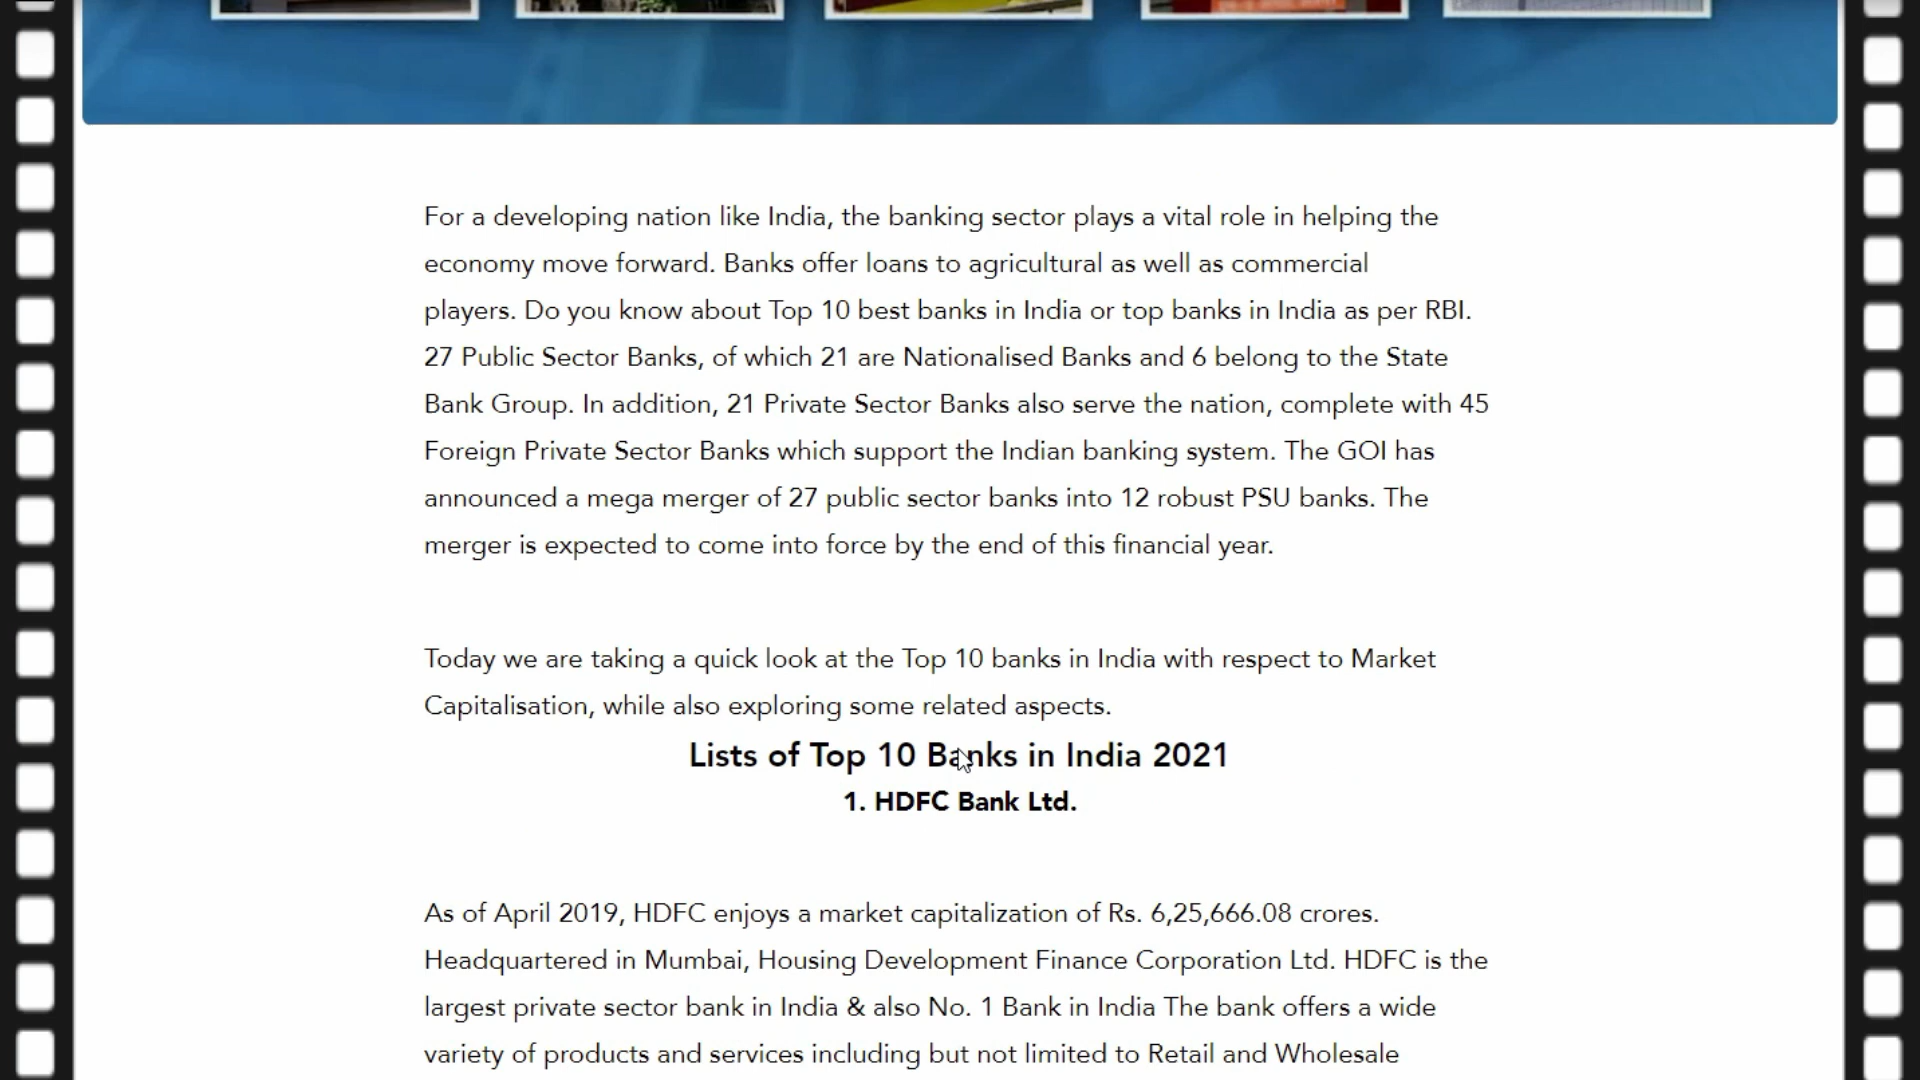 For a developing nation like India, the banking sector plays a vital role in helping the
economy move forward. Banks offer loans to agricultural as well as commercial
players. Do you know about Top 10 best banks in India or top banks in India as per RBI.
27 Public Sector Banks, of which 21 are Nationalised Banks and 6 belong to the State
Bank Group. In addition, 21 Private Sector Banks also serve the nation, complete with 45
Foreign Private Sector Banks which support the Indian banking system. The GOI has
announced a mega merger of 27 public sector banks into 12 robust PSU banks. The
merger is expected to come into force by the end of this financial year.
Today we are taking a quick look at the Top 10 banks in India with respect to Market
Capitalisation, while also exploring some related aspects.
Lists of Top 10 Banks in India 2021
1. HDFC Bank Ltd.
As of April 2019, HDFC enjoys a market capitalization of Rs. 6,25,666.08 crores.
Headquartered in Mumbai, Housing Development Finance Corporation Ltd. HDFC is the
largest private sector bank in India & also No. 1 Bank in India The bank offers a wide
variety of products and services including but not limited to Retail and Wholesale